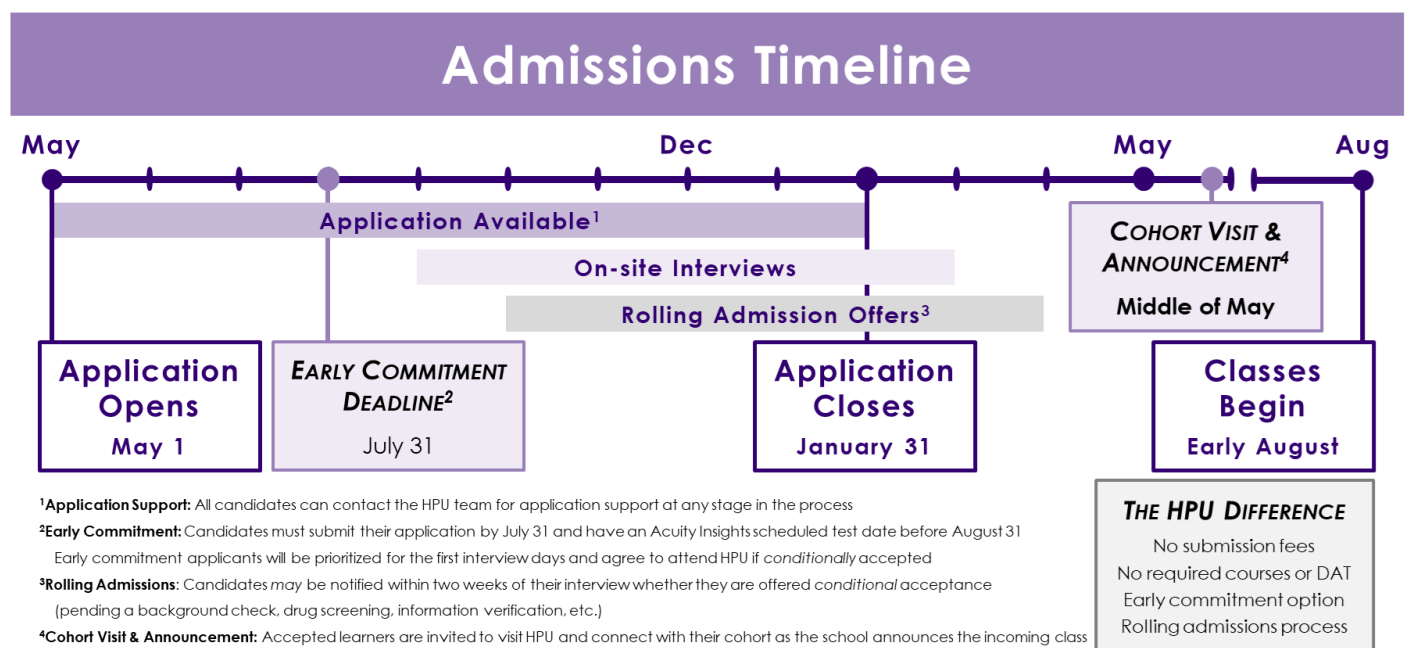 Admissions Timeline
May Dec May Aug
Application Available¹
On-site Interviews
Rolling Admission Offers³
COHORT VISIT &
ANNOUNCEMENT⁴
Middle of May
Application
Opens
May 1
EARLY COMMITMENT
DEADLINE²
July 31
Application
Closes
January 31
Classes
Begin
Early August
¹Application Support: All candidates can contact the HPU team for application support at any stage in the process
²Early Commitment: Candidates must submit their application by July 31 and have an Acuity Insights scheduled test date before August 31
Early commitment applicants will be prioritized for the first interview days and agree to attend HPU if conditionally accepted
³Rolling Admissions: Candidates may be notified within two weeks of their interview whether they are offered conditional acceptance
(pending a background check, drug screening, information verification, etc.)
⁴Cohort Visit & Announcement: Accepted learners are invited to visit HPU and connect with their cohort as the school announces the incoming class
THE HPU DIFFERENCE
No submission fees
No required courses or DAT
Early commitment option
Rolling admissions process